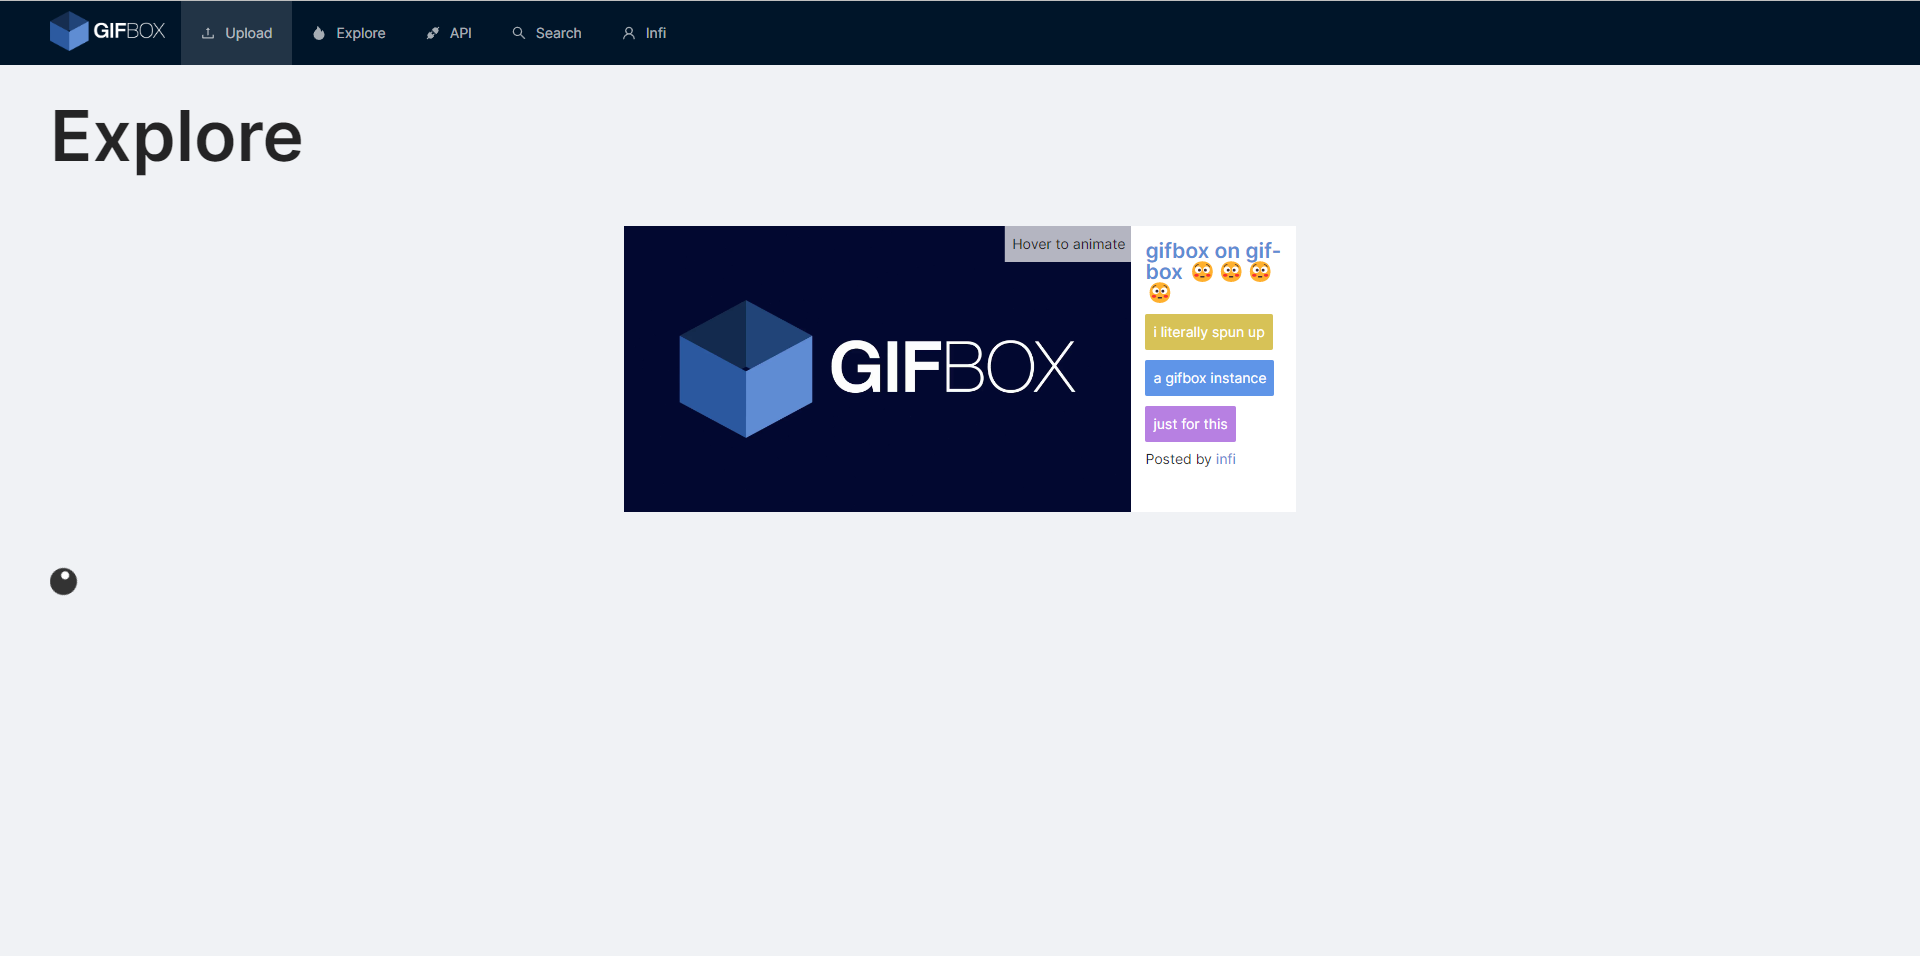 GIFBOX Upload Explore API Search Infi
Explore
Hover to animate
GIFBOX
gifbox on gif-
box 😳 😳 😳
😳
i literally spun up
a gifbox instance
just for this
Posted by infi